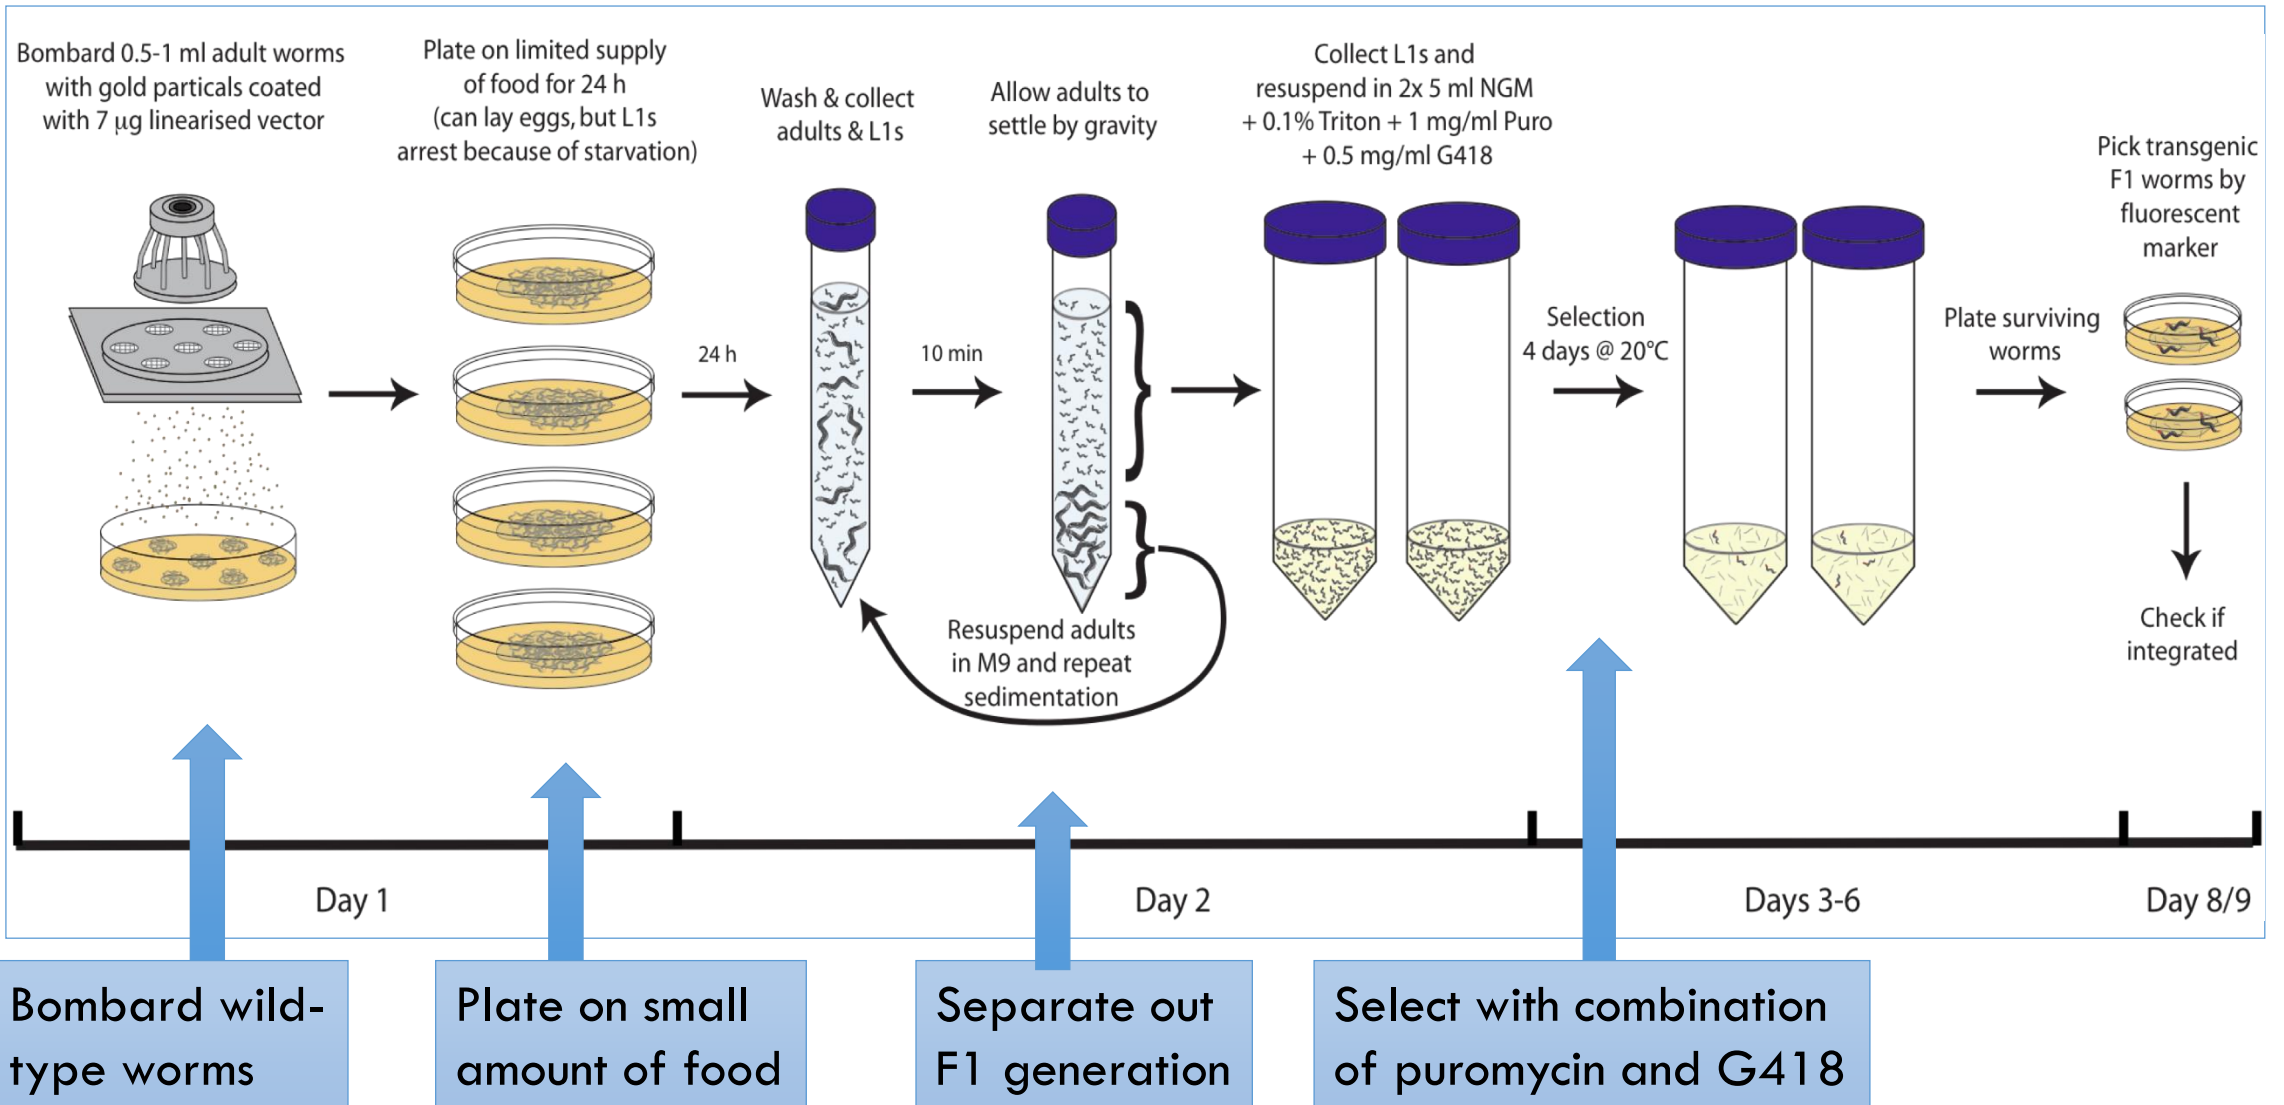 Bombard 0.5-1 ml adult worms
with gold particals coated
with 7 μg linearised vector
Plate on limited supply
of food for 24 h
(can lay eggs, but L1s
arrest because of starvation)
Wash & collect
adults & L1s
Allow adults to
settle by gravity
Collect L1s and
resuspend in 2x 5 ml NGM
+ 0.1% Triton + 1 mg/ml Puro
+ 0.5 mg/ml G418
Pick transgenic
F1 worms by
fluorescent
marker
24 h
10 min
Selection
4 days @ 20°C
Plate surviving
worms
Resuspend adults
in M9 and repeat
sedimentation
Check if
integrated
Day 1
Day 2
Days 3-6
Day 8/9
Bombard wild-
type worms
Plate on small
amount of food
Separate out
F1 generation
Select with combination
of puromycin and G418